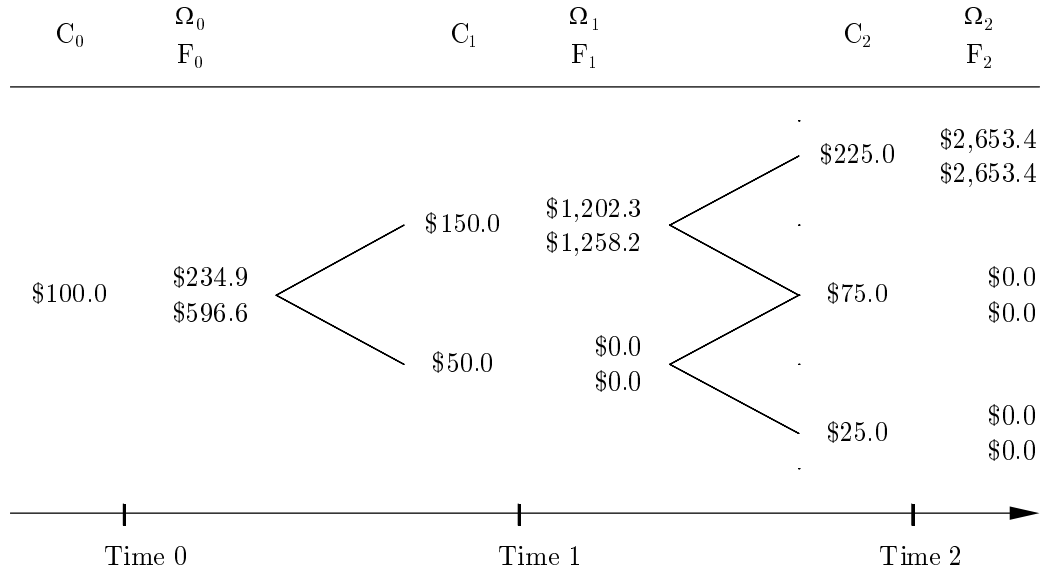 C₀ Ω₀ C₁ Ω₁ C₂ Ω₂
F₀ F₁ F₂
$225.0 $2,653.4
$2,653.4
$150.0 $1,202.3
$1,258.2
$100.0 $234.9 $75.0 $0.0
$596.6 $0.0
$50.0 $0.0
$0.0
$25.0 $0.0
$0.0
Time 0 Time 1 Time 2